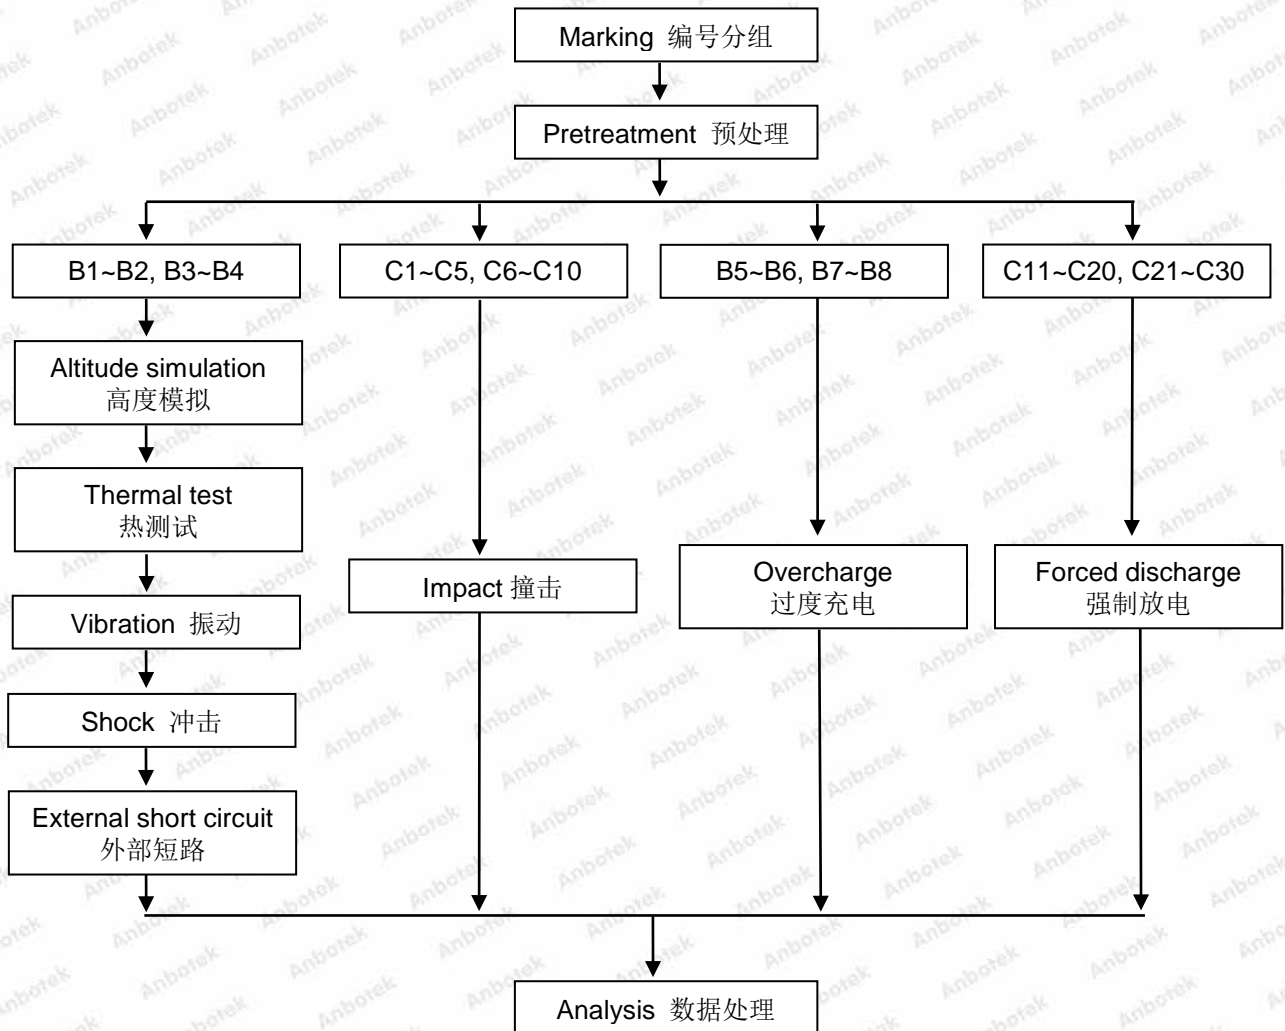 Marking 编号分组
Pretreatment 预处理
B1~B2, B3~B4
C1~C5, C6~C10
B5~B6, B7~B8
C11~C20, C21~C30
Altitude simulation
高度模拟
Thermal test
热测试
Vibration 振动
Shock 冲击
External short circuit
外部短路
Impact 撞击
Overcharge
过度充电
Forced discharge
强制放电
Analysis 数据处理
Anbotek